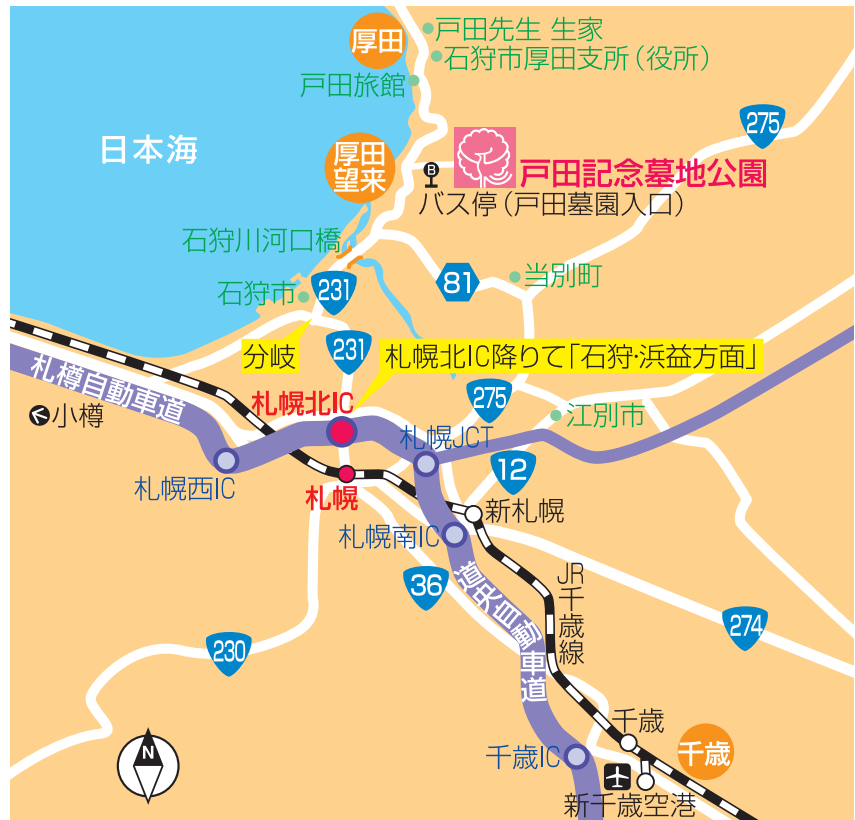 戸田先生 生家
厚田
石狩市厚田支所（役所）
戸田旅館
275
日本海
厚田
望来
戸田記念墓地公園
B
バス停（戸田墓園入口）
石狩川河口橋
81
当別町
石狩市
231
分岐
231
札幌北IC降りて「石狩・浜益方面」
札樽自動車道
札幌北IC
275
小樽
江別市
札幌JCT
札幌西IC
12
札幌
新札幌
札幌南IC
36
道央自動車道
JR千歳線
274
230
N
千歳
千歳
千歳IC
新千歳空港